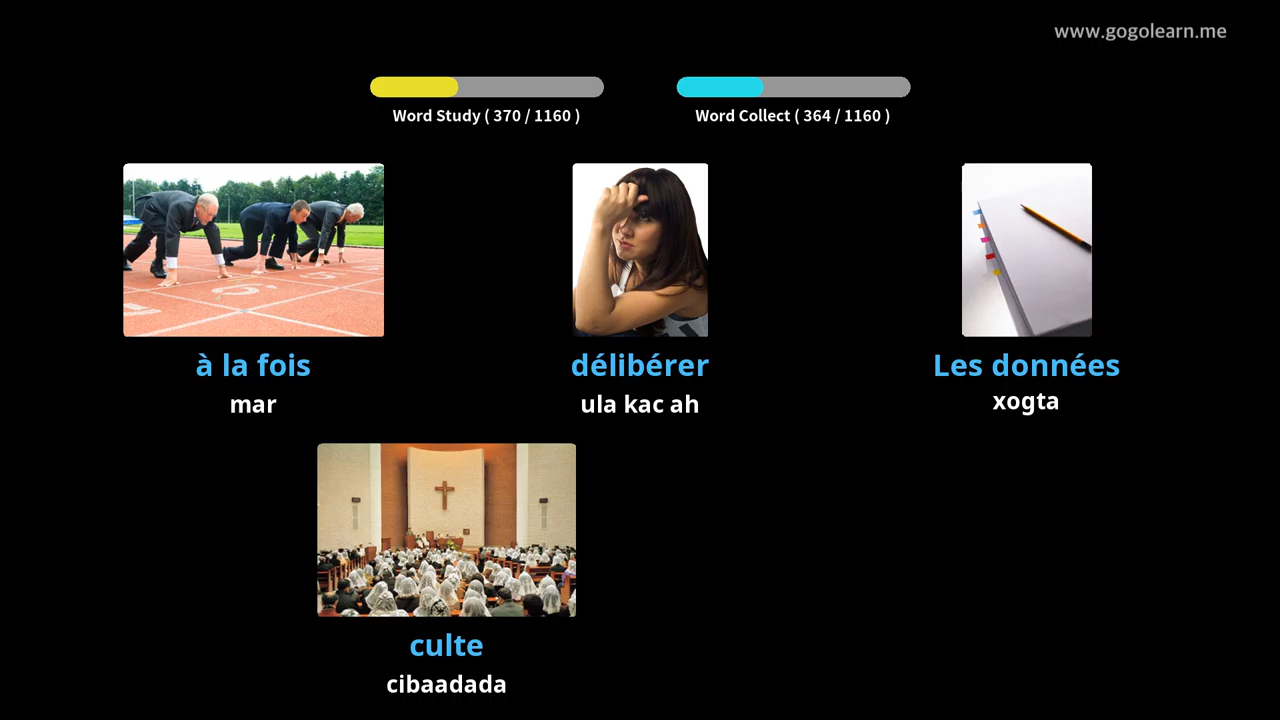 www.gogolearn.me
Word Study ( 370 / 1160 )
Word Collect ( 364 / 1160 )
à la fois
mar
délibérer
ula kac ah
Les données
xogta
culte
cibaadada